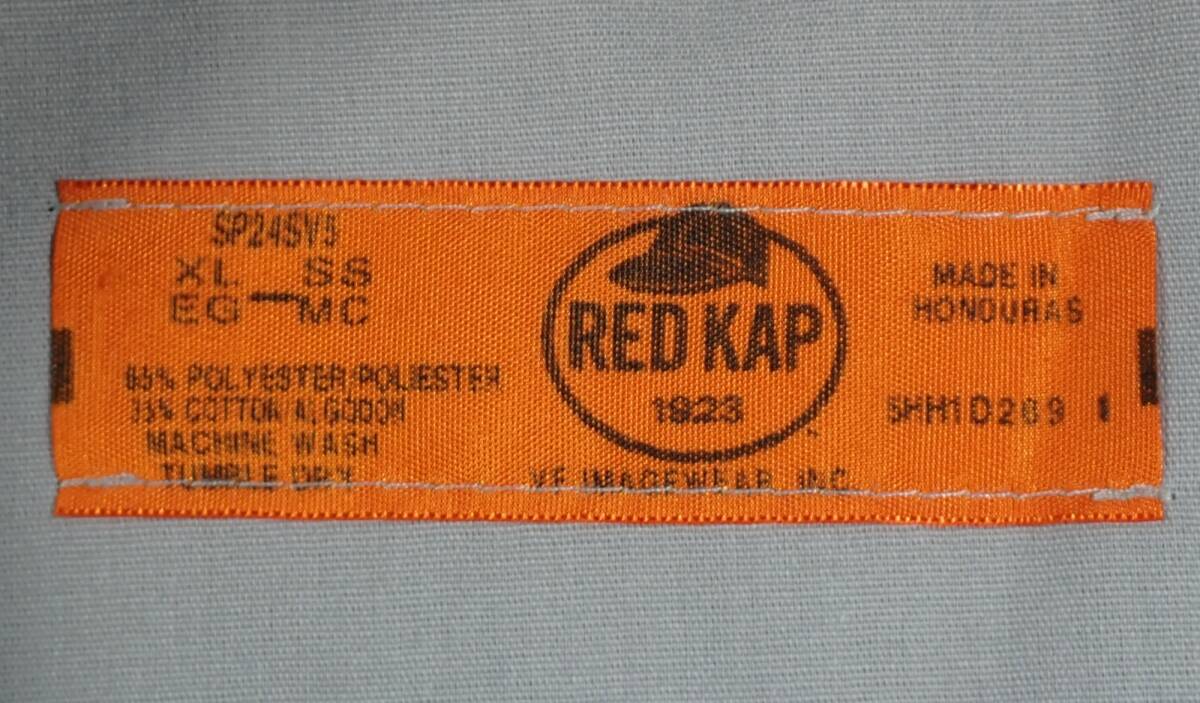 SP24SV5
XL SS
EG MC
65% POLYESTER/POLIESTER
35% COTTON/ALGODON
MACHINE WASH
TUMBLE DRY
RED KAP
1923
VF IMAGEWEAR, INC
MADE IN
HONDURAS
SHH1D269 1